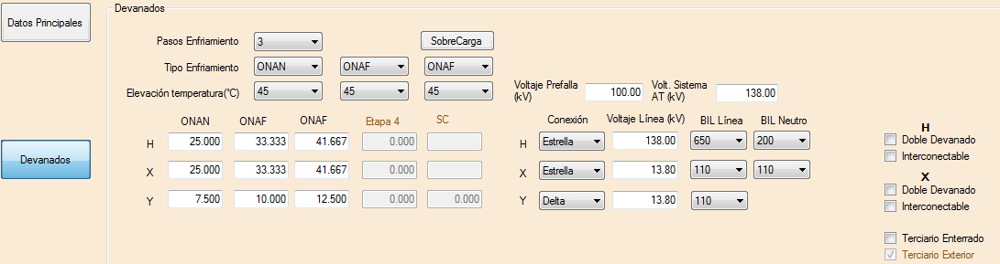 Devanados
Datos Principales
Pasos Enfriamiento 3 SobreCarga
Tipo Enfriamiento ONAN ONAF ONAF
Elevación temperatura(°C) 45 45 45
Voltaje Prefalla (kV) 100.00 Volt. Sistema AT (kV) 138.00
ONAN ONAF ONAF Etapa 4 SC
Conexión Voltaje Línea (kV) BIL Línea BIL Neutro
H 25.000 33.333 41.667 0.000
H Estrella 138.00 650 200
X 25.000 33.333 41.667 0.000
X Estrella 13.80 110 110
Y 7.500 10.000 12.500 0.000 0.000
Y Delta 13.80 110
H
Doble Devanado
Interconectable
X
Doble Devanado
Interconectable
Terciario Enterrado
Terciario Exterior
Devanados